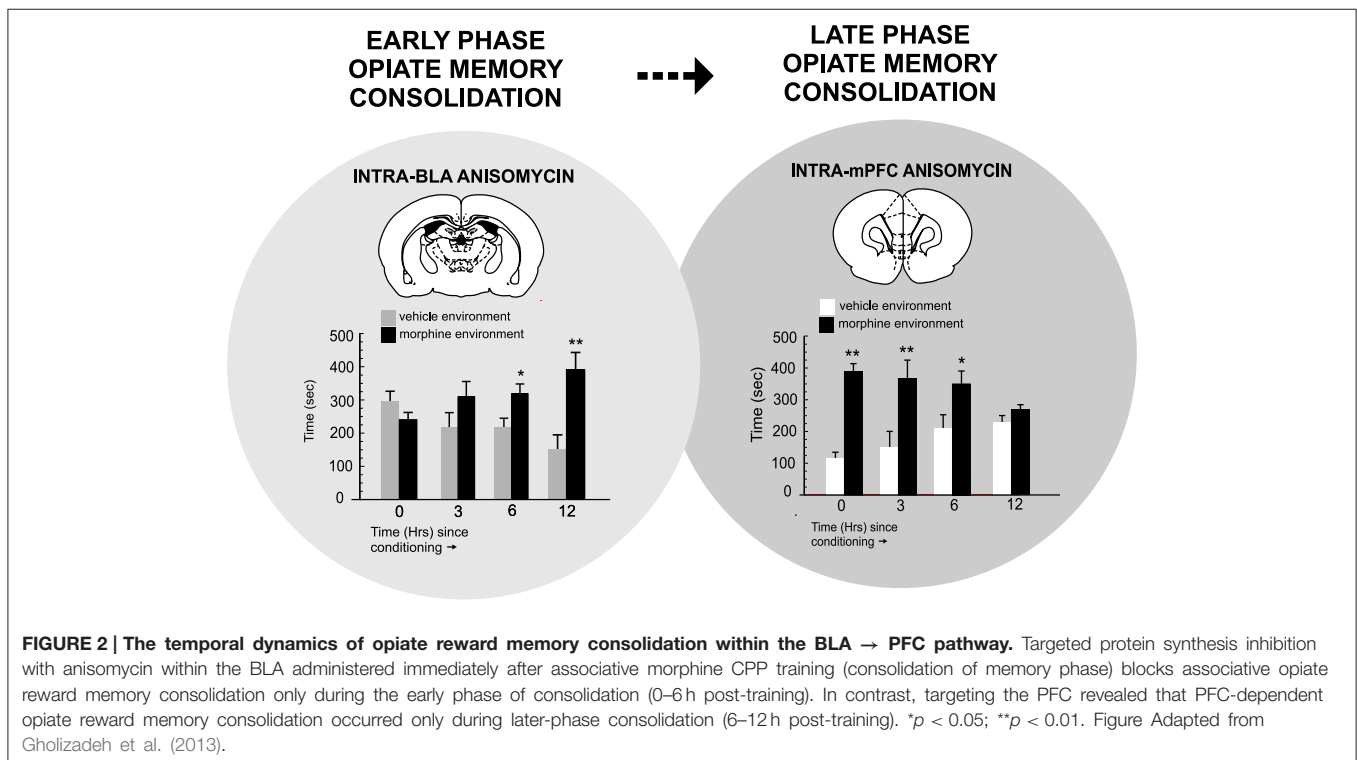 EARLY PHASE
OPIATE MEMORY
CONSOLIDATION
LATE PHASE
OPIATE MEMORY
CONSOLIDATION
INTRA-BLA ANISOMYCIN
vehicle environment
morphine environment
500
400
300
200
100
0
Time (sec)
*
**
0 3 6 12
Time (Hrs) since
conditioning →
INTRA-mPFC ANISOMYCIN
vehicle environment
morphine environment
500
400
300
200
100
0
Time (sec)
** ** *
0 3 6 12
Time (Hrs) since
conditioning →
FIGURE 2 | The temporal dynamics of opiate reward memory consolidation within the BLA → PFC pathway. Targeted protein synthesis inhibition
with anisomycin within the BLA administered immediately after associative morphine CPP training (consolidation of memory phase) blocks associative opiate
reward memory consolidation only during the early phase of consolidation (0–6 h post-training). In contrast, targeting the PFC revealed that PFC-dependent
opiate reward memory consolidation occurred only during later-phase consolidation (6–12 h post-training). *p < 0.05; **p < 0.01. Figure Adapted from
Gholizadeh et al. (2013).